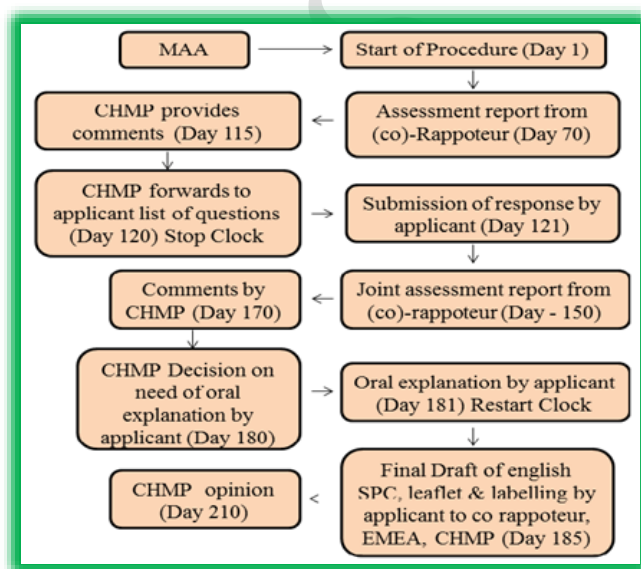 MAA
Start of Procedure (Day 1)
Assessment report from
(co)-Rappoteur (Day 70)
CHMP provides
comments (Day 115)
CHMP forwards to
applicant list of questions
(Day 120) Stop Clock
Submission of response by
applicant (Day 121)
Joint assessment report from
(co)-rappoteur (Day - 150)
Comments by
CHMP (Day 170)
CHMP Decision on
need of oral
explanation by
applicant (Day 180)
Oral explanation by applicant
(Day 181) Restart Clock
Final Draft of english
SPC, leaflet & labelling by
applicant to co rappoteur,
EMEA, CHMP (Day 185)
CHMP opinion
(Day 210)